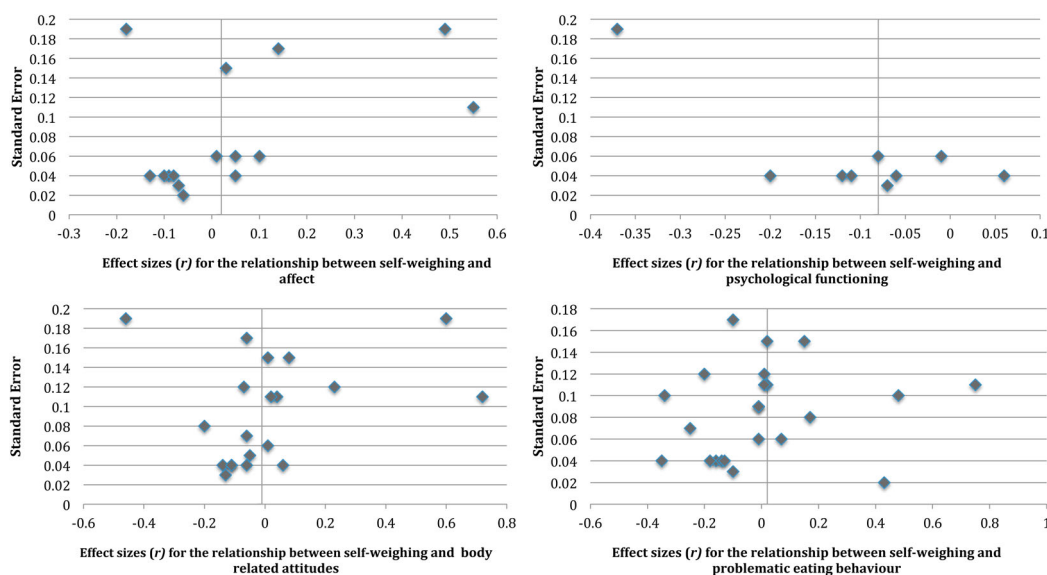 0.2
0.18
0.16
0.14
0.12
0.1
0.08
0.06
0.04
0.02
0
Standard Error
-0.3 -0.2 -0.1 0 0.1 0.2 0.3 0.4 0.5 0.6
Effect sizes (r) for the relationship between self-weighing and
affect
0.2
0.18
0.16
0.14
0.12
0.1
0.08
0.06
0.04
0.02
0
Standard Error
-0.4 -0.35 -0.3 -0.25 -0.2 -0.15 -0.1 -0.05 0 0.05 0.1
Effect sizes (r) for the relationship between self-weighing and
psychological functioning
0.2
0.18
0.16
0.14
0.12
0.1
0.08
0.06
0.04
0.02
0
Standard Error
-0.6 -0.4 -0.2 0 0.2 0.4 0.6 0.8
Effect sizes (r) for the relationship between self-weighing and body
related attitudes
0.18
0.16
0.14
0.12
0.1
0.08
0.06
0.04
0.02
0
Standard Error
-0.6 -0.4 -0.2 0 0.2 0.4 0.6 0.8 1
Effect sizes (r) for the relationship between self-weighing and
problematic eating behaviour